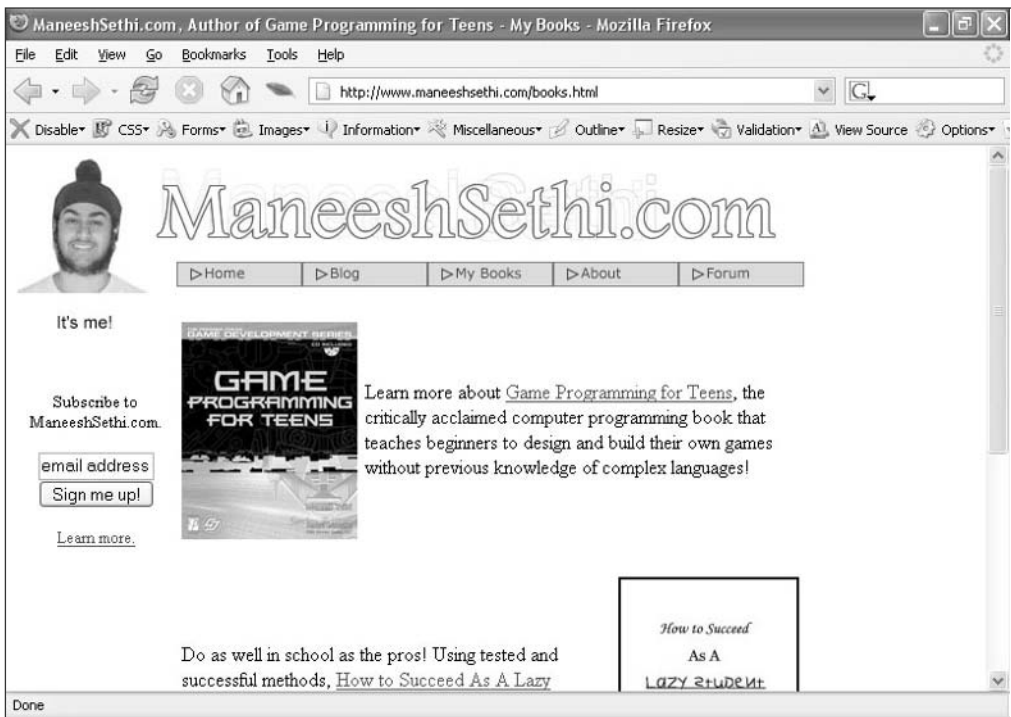 ManeeshSethi.com, Author of Game Programming for Teens - My Books - Mozilla Firefox
File Edit View Go Bookmarks Tools Help
http://www.maneeshsethi.com/books.html
G
Disable CSS Forms Images Information Miscellaneous Outline Resize Validation View Source Options
ManeeshSethi.com
Home Blog My Books About Forum
It's me!
Subscribe to
ManeeshSethi.com.
email address
Sign me up!
Learn more.
GAME DEVELOPMENT SERIES
CD INCLUDED
GAME
PROGRAMMING
FOR TEENS
Learn more about Game Programming for Teens, the
critically acclaimed computer programming book that
teaches beginners to design and build their own games
without previous knowledge of complex languages!
Do as well in school as the pros! Using tested and
successful methods, How to Succeed As A Lazy
How to Succeed
As A
Lazy Student
Done